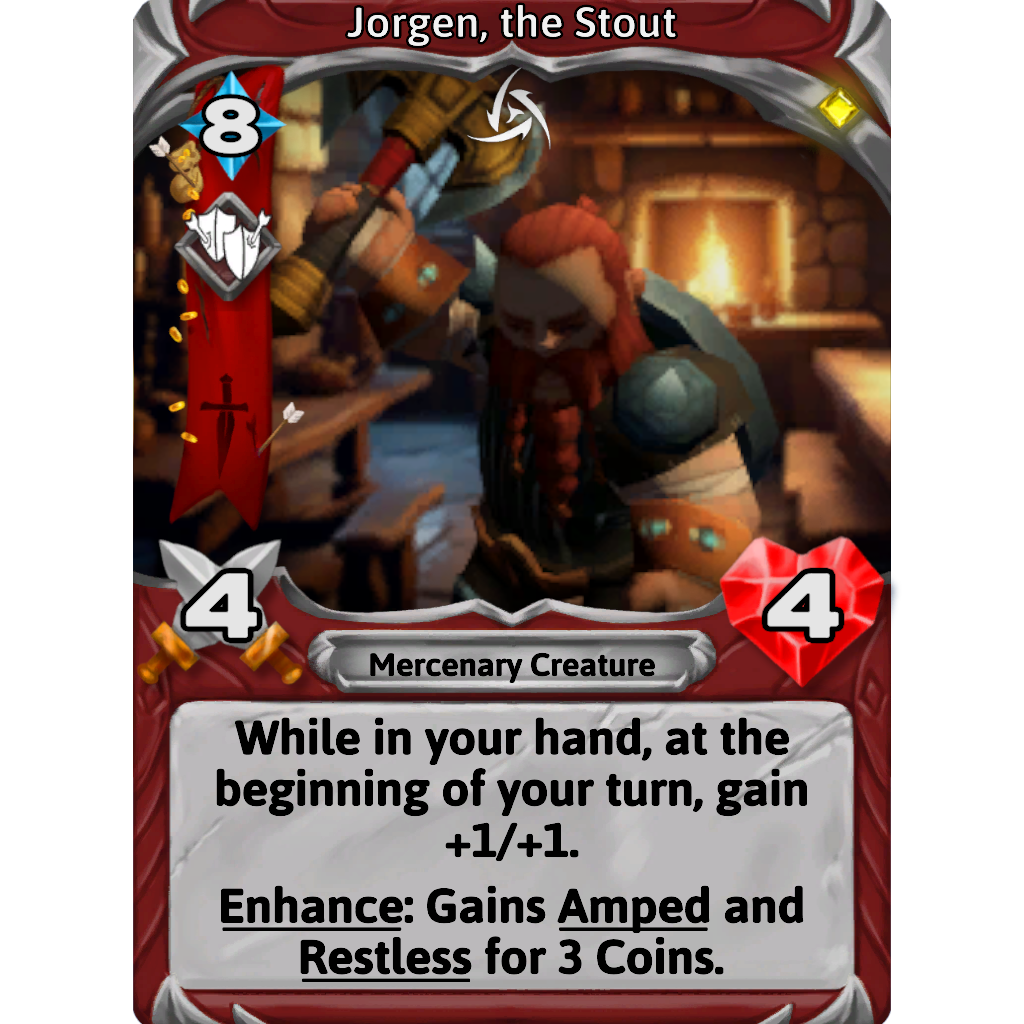 Jorgen, the Stout
8
4
4
Mercenary Creature
While in your hand, at the
beginning of your turn, gain
+1/+1.
Enhance: Gains Amped and
Restless for 3 Coins.